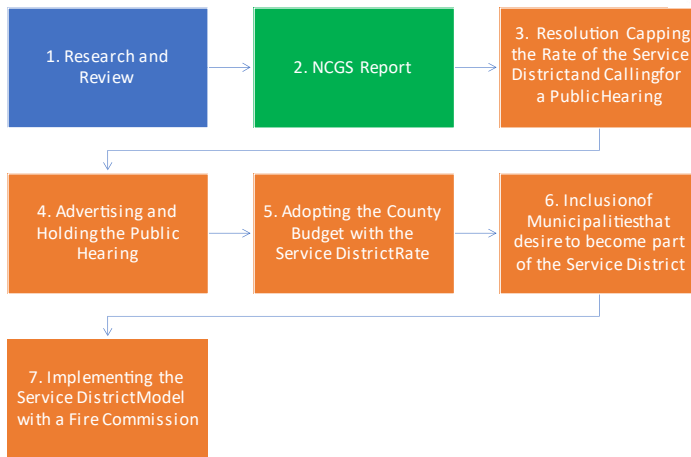 1. Research and
Review
2. NCGS Report
3. Resolution Capping
the Rate of the Service
Districtand Callingfor
a PublicHearing
4. Advertising and
Holdingthe Public
Hearing
5. Adopting the County
Budget with the
Service DistrictRate
6. Inclusionof
Municipalitiesthat
desire to become part
of the Service District
7. Implementing the
Service DistrictModel
with a Fire Commission